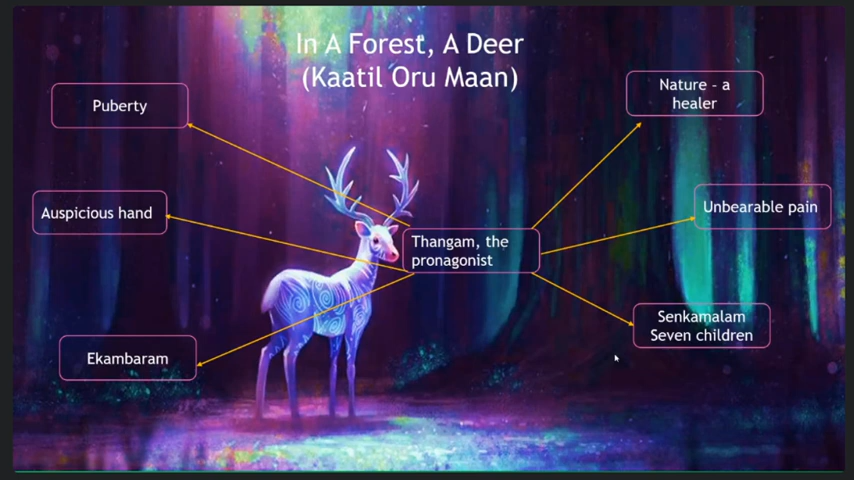 In A Forest, A Deer
(Kaatil Oru Maan)
Puberty
Nature - a
healer
Auspicious hand
Unbearable pain
Thangam, the
pronagonist
Ekambaram
Senkamalam
Seven children